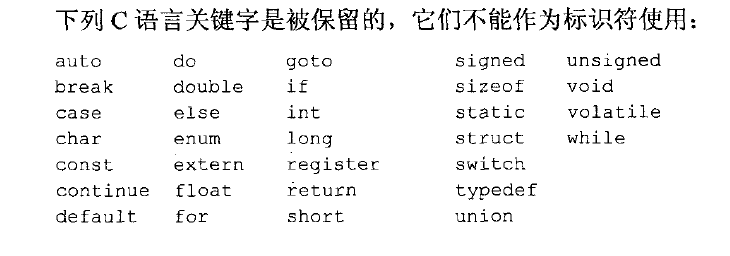 下列 C 语言关键字是被保留的，它们不能作为标识符使用：
auto do goto signed unsigned
break double if sizeof void
case else int static volatile
char enum long struct while
const extern register switch
continue float return typedef
default for short union